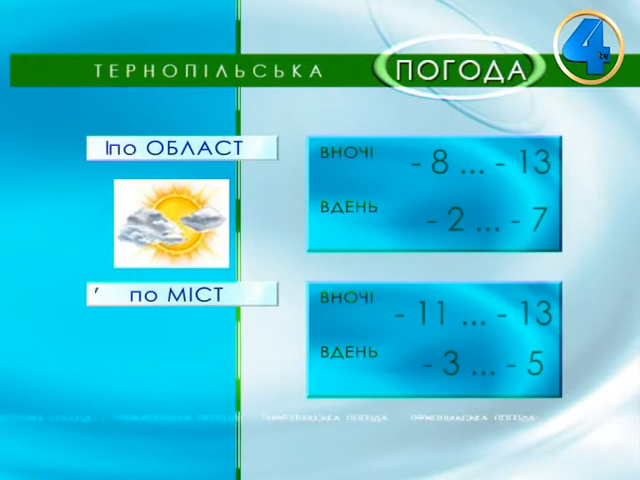 ТЕРНОПІЛЬСЬКА ПОГОДА
4
Іпо ОБЛАСТ
ВНОЧІ - 8 ... - 13
ВДЕНЬ - 2 ... - 7
' по МІСТ
ВНОЧІ - 11 ... - 13
ВДЕНЬ - 3 ... - 5
ПОГОДА